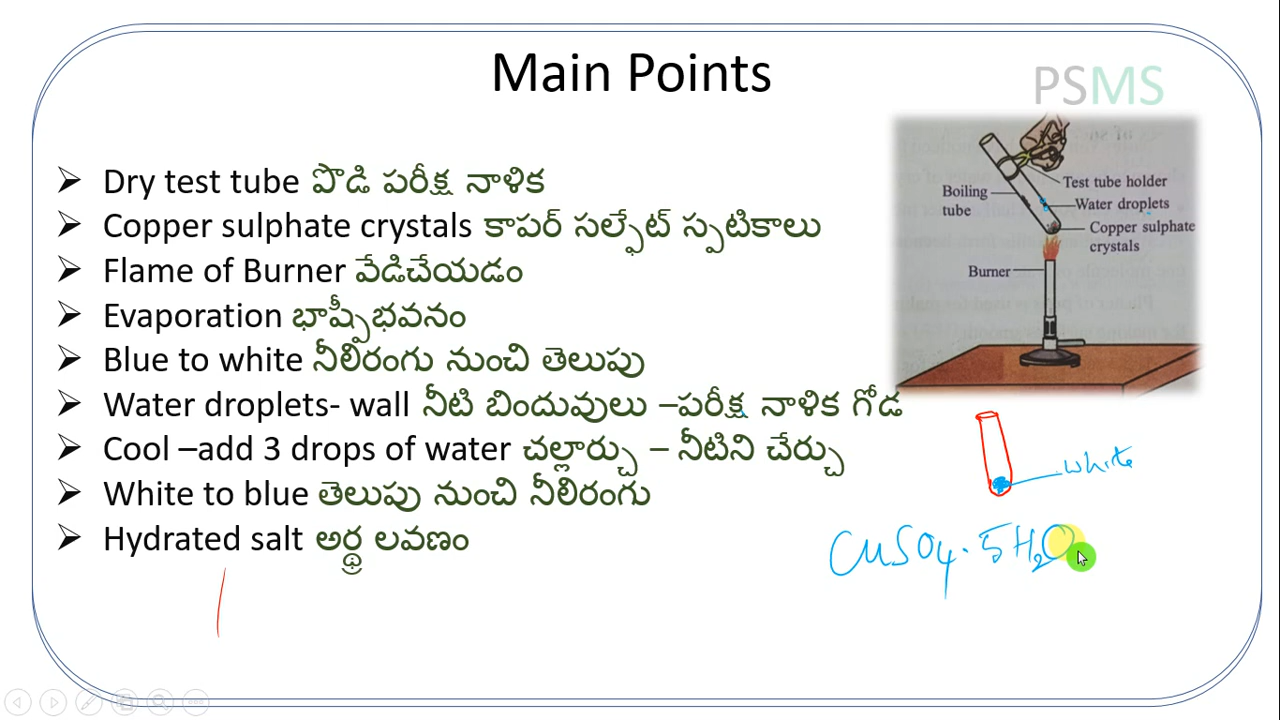 Main Points
PSMS
➢ Dry test tube పొడి పరీక్ష నాళిక
➢ Copper sulphate crystals కాపర్ సల్ఫేట్ స్పటికాలు
➢ Flame of Burner వేడిచేయడం
➢ Evaporation భాష్పీభవనం
➢ Blue to white నీలిరంగు నుంచి తెలుపు
➢ Water droplets- wall నీటి బిందువులు –పరీక్ష నాళిక గోడ
➢ Cool –add 3 drops of water చల్లార్చు – నీటిని చేర్చు
➢ White to blue తెలుపు నుంచి నీలిరంగు
➢ Hydrated salt అర్థ్ర లవణం
Test tube holder
Boiling
tube
Water droplets
Copper sulphate
crystals
Burner
white
CuSO4 . 5H2O